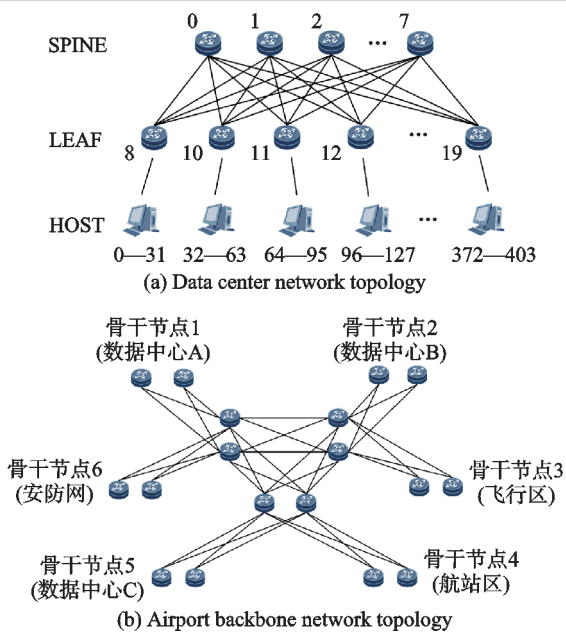 0 1 2 7
SPINE ...
LEAF ...
8 10 11 12 19
HOST ...
0—31 32—63 64—95 96—127 372—403
(a) Data center network topology
骨干节点1 骨干节点2
(数据中心A) (数据中心B)
骨干节点6 骨干节点3
(安防网) (飞行区)
骨干节点5 骨干节点4
(数据中心C) (航站区)
(b) Airport backbone network topology